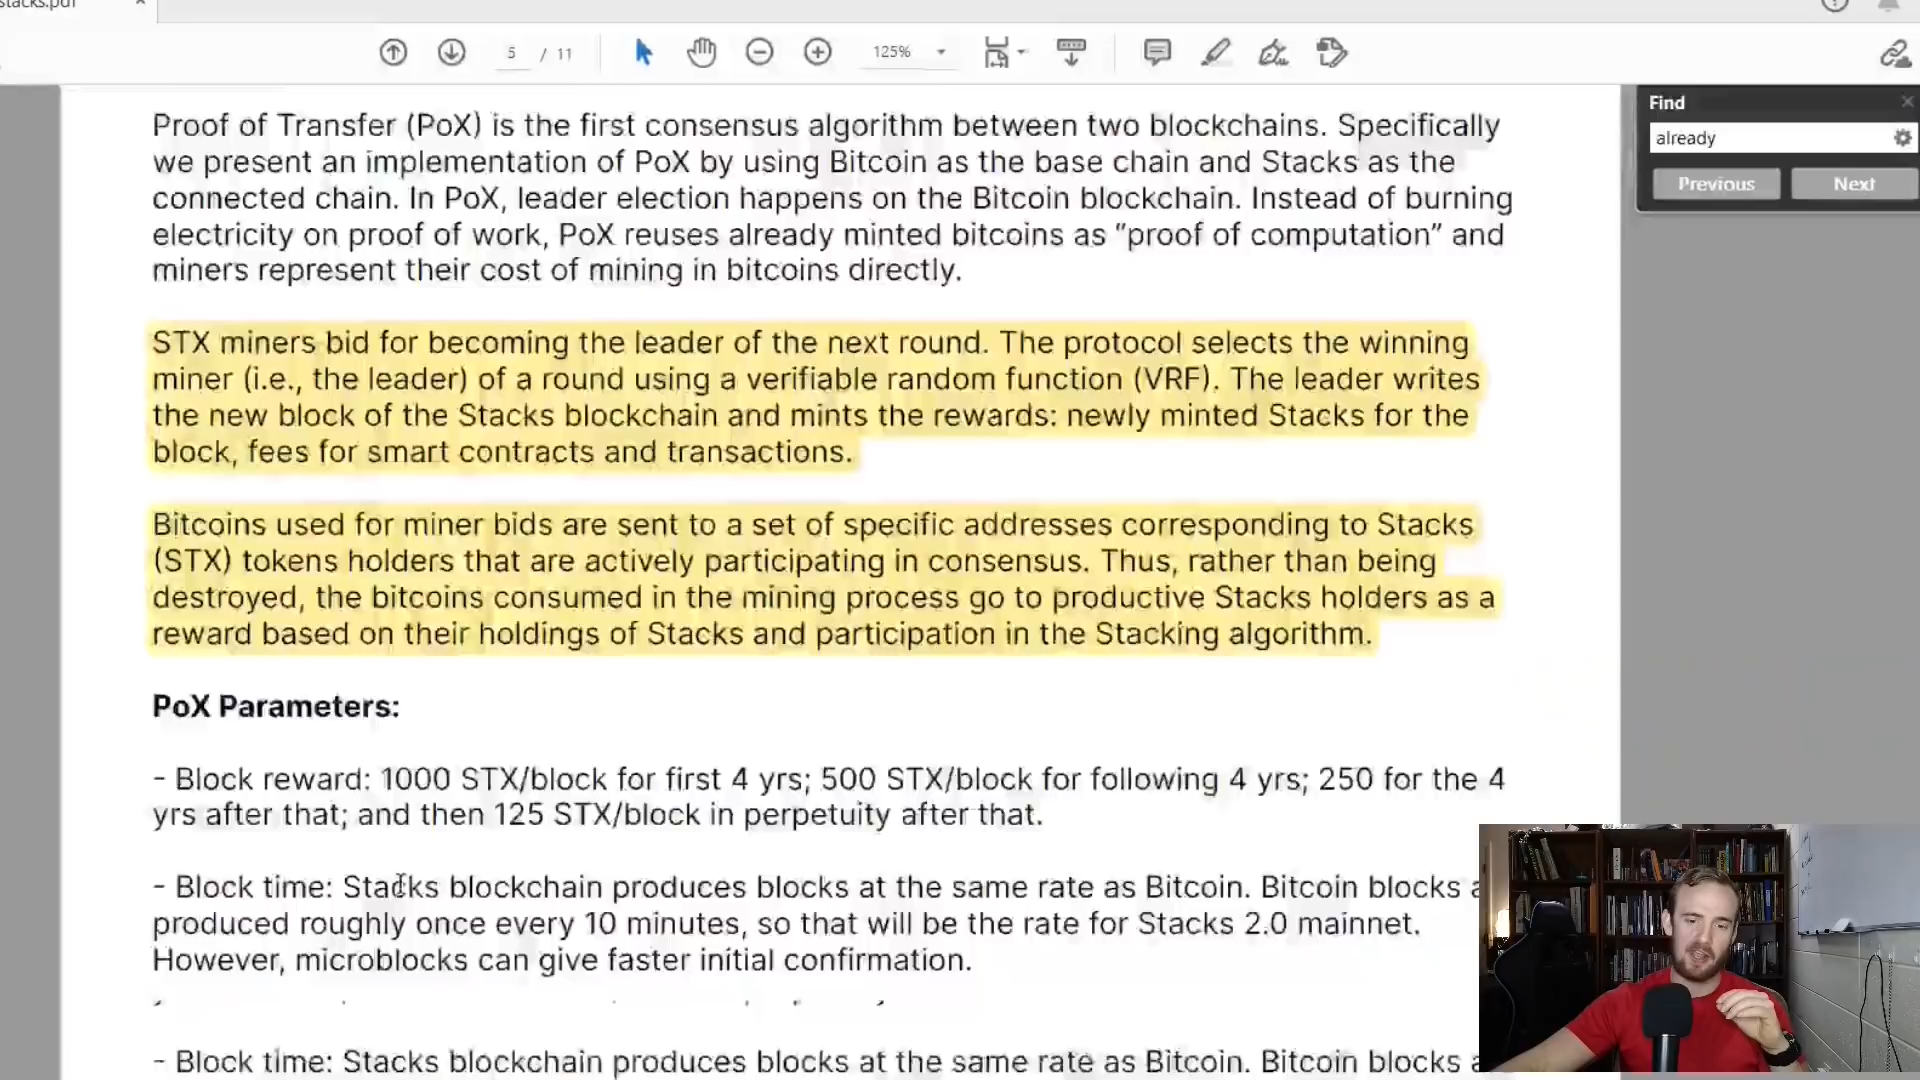 stacks.pdf
5 / 11
125%
Find
already
Previous
Next
Proof of Transfer (PoX) is the first consensus algorithm between two blockchains. Specifically
we present an implementation of PoX by using Bitcoin as the base chain and Stacks as the
connected chain. In PoX, leader election happens on the Bitcoin blockchain. Instead of burning
electricity on proof of work, PoX reuses already minted bitcoins as “proof of computation” and
miners represent their cost of mining in bitcoins directly.
STX miners bid for becoming the leader of the next round. The protocol selects the winning
miner (i.e., the leader) of a round using a verifiable random function (VRF). The leader writes
the new block of the Stacks blockchain and mints the rewards: newly minted Stacks for the
block, fees for smart contracts and transactions.
Bitcoins used for miner bids are sent to a set of specific addresses corresponding to Stacks
(STX) tokens holders that are actively participating in consensus. Thus, rather than being
destroyed, the bitcoins consumed in the mining process go to productive Stacks holders as a
reward based on their holdings of Stacks and participation in the Stacking algorithm.
PoX Parameters:
- Block reward: 1000 STX/block for first 4 yrs; 500 STX/block for following 4 yrs; 250 for the 4
yrs after that; and then 125 STX/block in perpetuity after that.
- Block time: Stacks blockchain produces blocks at the same rate as Bitcoin. Bitcoin blocks
produced roughly once every 10 minutes, so that will be the rate for Stacks 2.0 mainnet.
However, microblocks can give faster initial confirmation.
- Block time: Stacks blockchain produces blocks at the same rate as Bitcoin. Bitcoin blocks